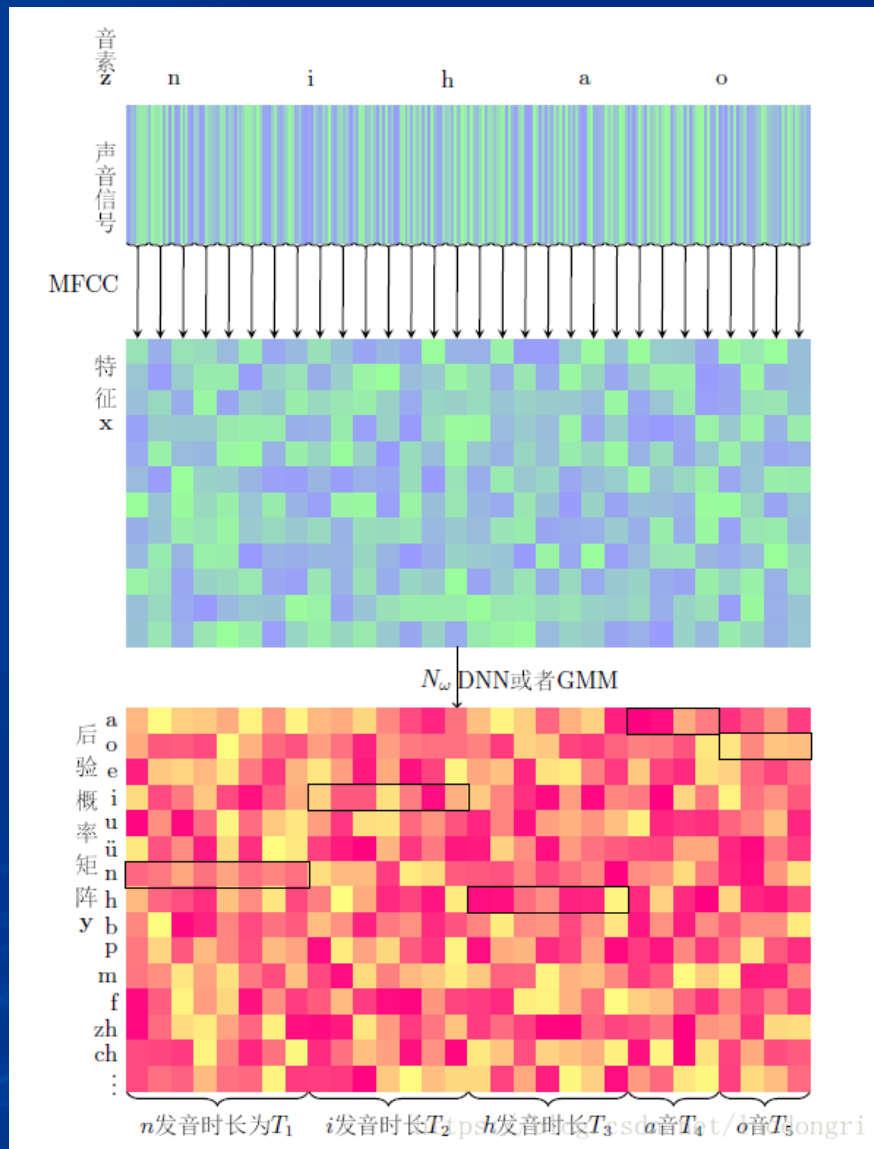 音素 z n i h a o
声音信号
MFCC
特征 x
N_ω DNN或者GMM
后验概率矩阵 y
a
o
e
i
u
ü
n
h
b
p
m
f
zh
ch
⋮
n发音时长为T₁ i发音时长T₂ h发音时长T₃ a音T₄ o音T₅